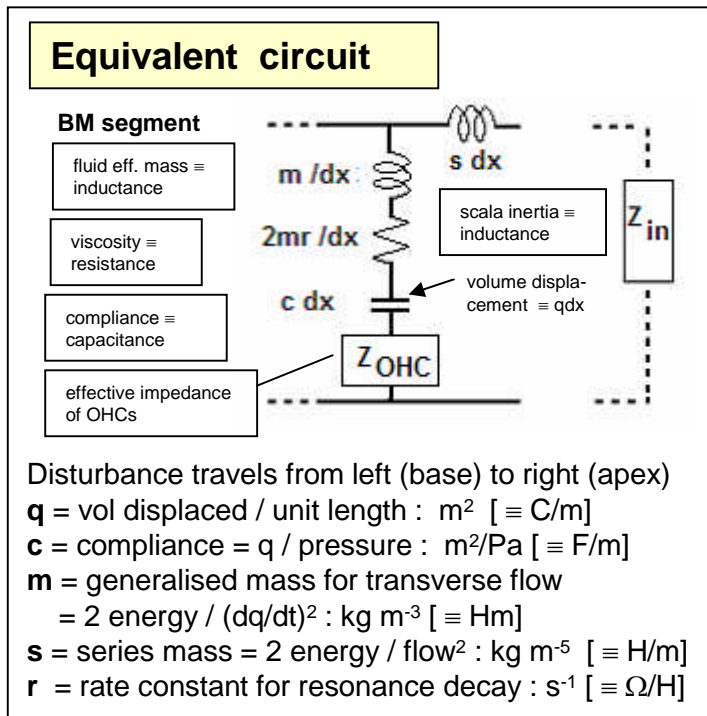 Equivalent circuit
BM segment
fluid eff. mass ≡
inductance
viscosity ≡
resistance
compliance ≡
capacitance
effective impedance
of OHCs
s dx
m /dx
2mr /dx
c dx
Z_OHC
scala inertia ≡
inductance
volume displa-
cement ≡ qdx
Z_in
Disturbance travels from left (base) to right (apex)
q = vol displaced / unit length : m² [ ≡ C/m]
c = compliance = q / pressure : m²/Pa [ ≡ F/m]
m = generalised mass for transverse flow
= 2 energy / (dq/dt)² : kg m⁻³ [ ≡ Hm]
s = series mass = 2 energy / flow² : kg m⁻⁵ [ ≡ H/m]
r = rate constant for resonance decay : s⁻¹ [ ≡ Ω/H]